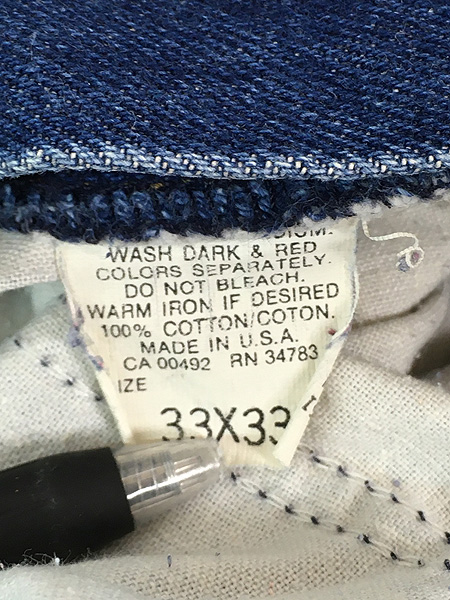 WASH DARK & RED
COLORS SEPARATELY.
DO NOT BLEACH.
WARM IRON IF DESIRED
100% COTTON/COTON.
MADE IN U.S.A.
CA 00492 RN 34783
IZE
33X33